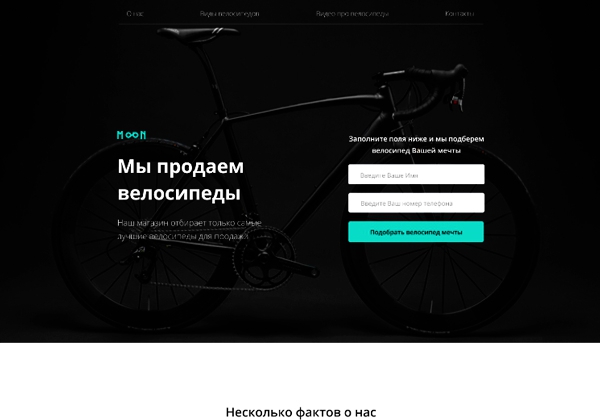 О нас
Виды велосипедов
Видео про велосипеды
Контакты
MOOM
Мы продаем
велосипеды
Наш магазин отбирает только самые
лучшие велосипеды для продажи
Заполните поля ниже и мы подберем
велосипед Вашей мечты
Введите Ваше Имя
Введите Ваш номер телефона
Подобрать велосипед мечты
Несколько фактов о нас